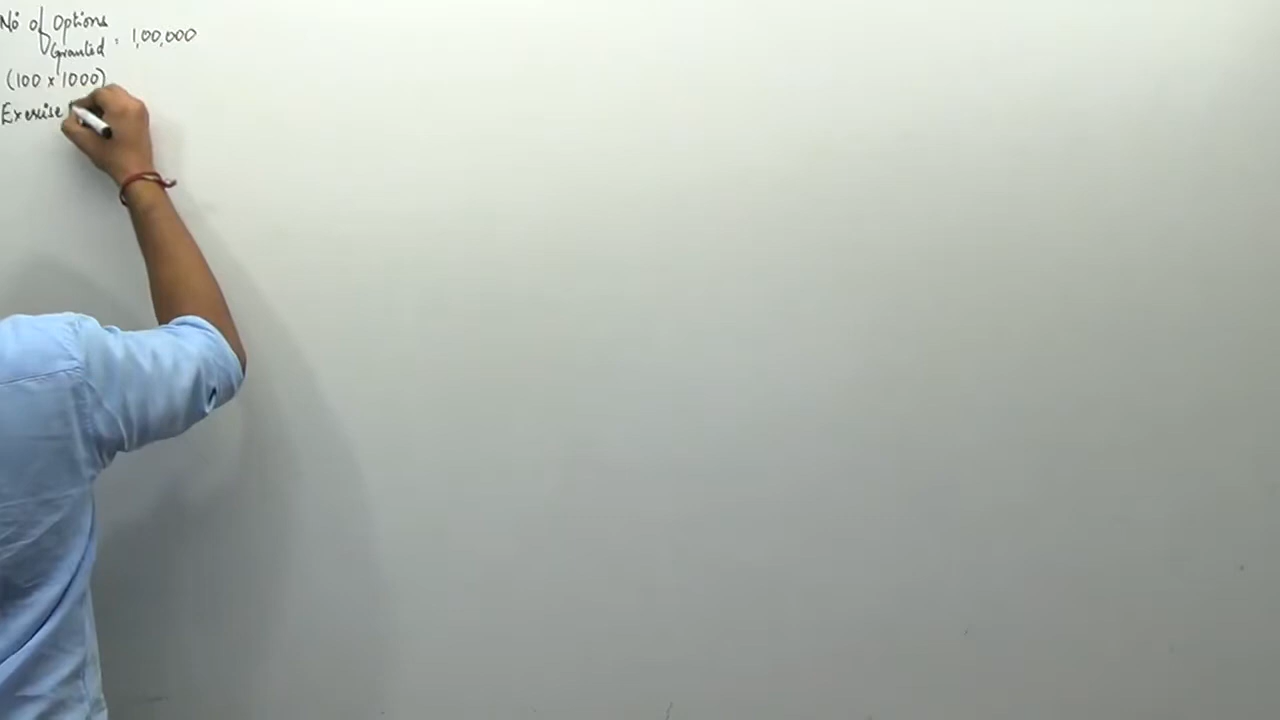 No of Options
Granted = 1,00,000
(100 x 1000)
Exercise